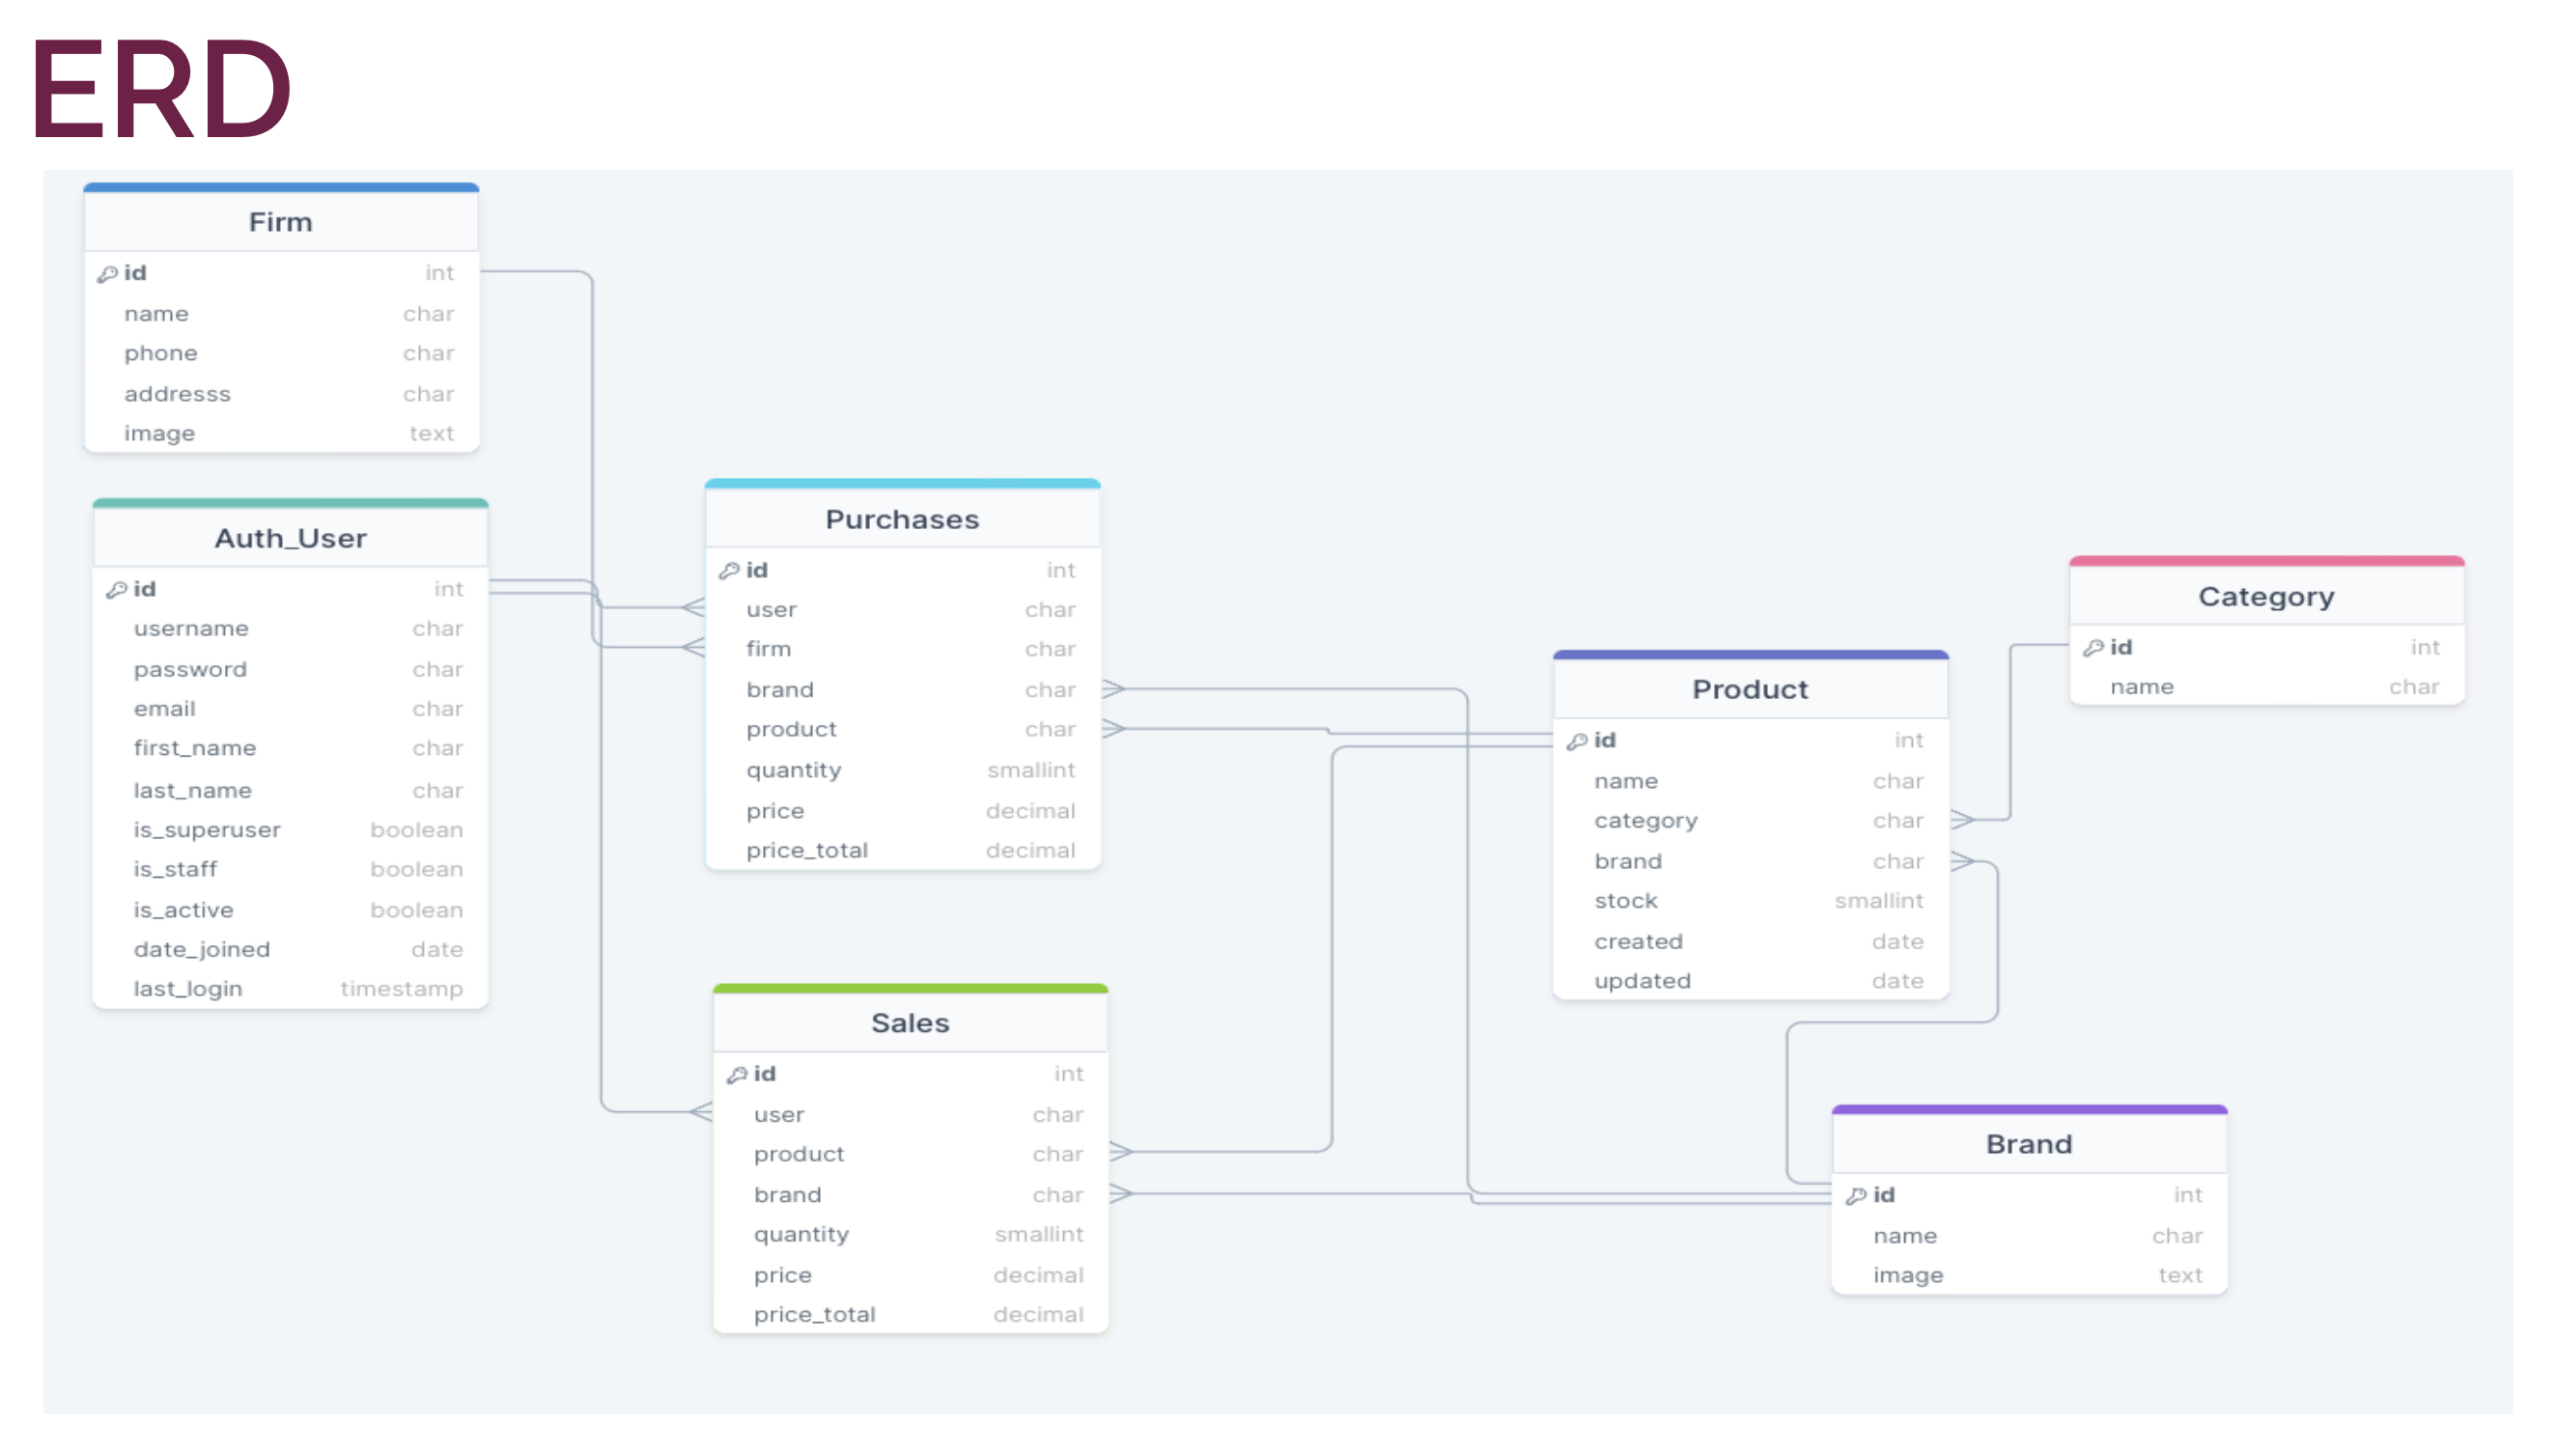 ERD
Firm
id int
name char
phone char
addresss char
image text
Auth_User
id int
username char
password char
email char
first_name char
last_name char
is_superuser boolean
is_staff boolean
is_active boolean
date_joined date
last_login timestamp
Purchases
id int
user char
firm char
brand char
product char
quantity smallint
price decimal
price_total decimal
Sales
id int
user char
product char
brand char
quantity smallint
price decimal
price_total decimal
Product
id int
name char
category char
brand char
stock smallint
created date
updated date
Category
id int
name char
Brand
id int
name char
image text